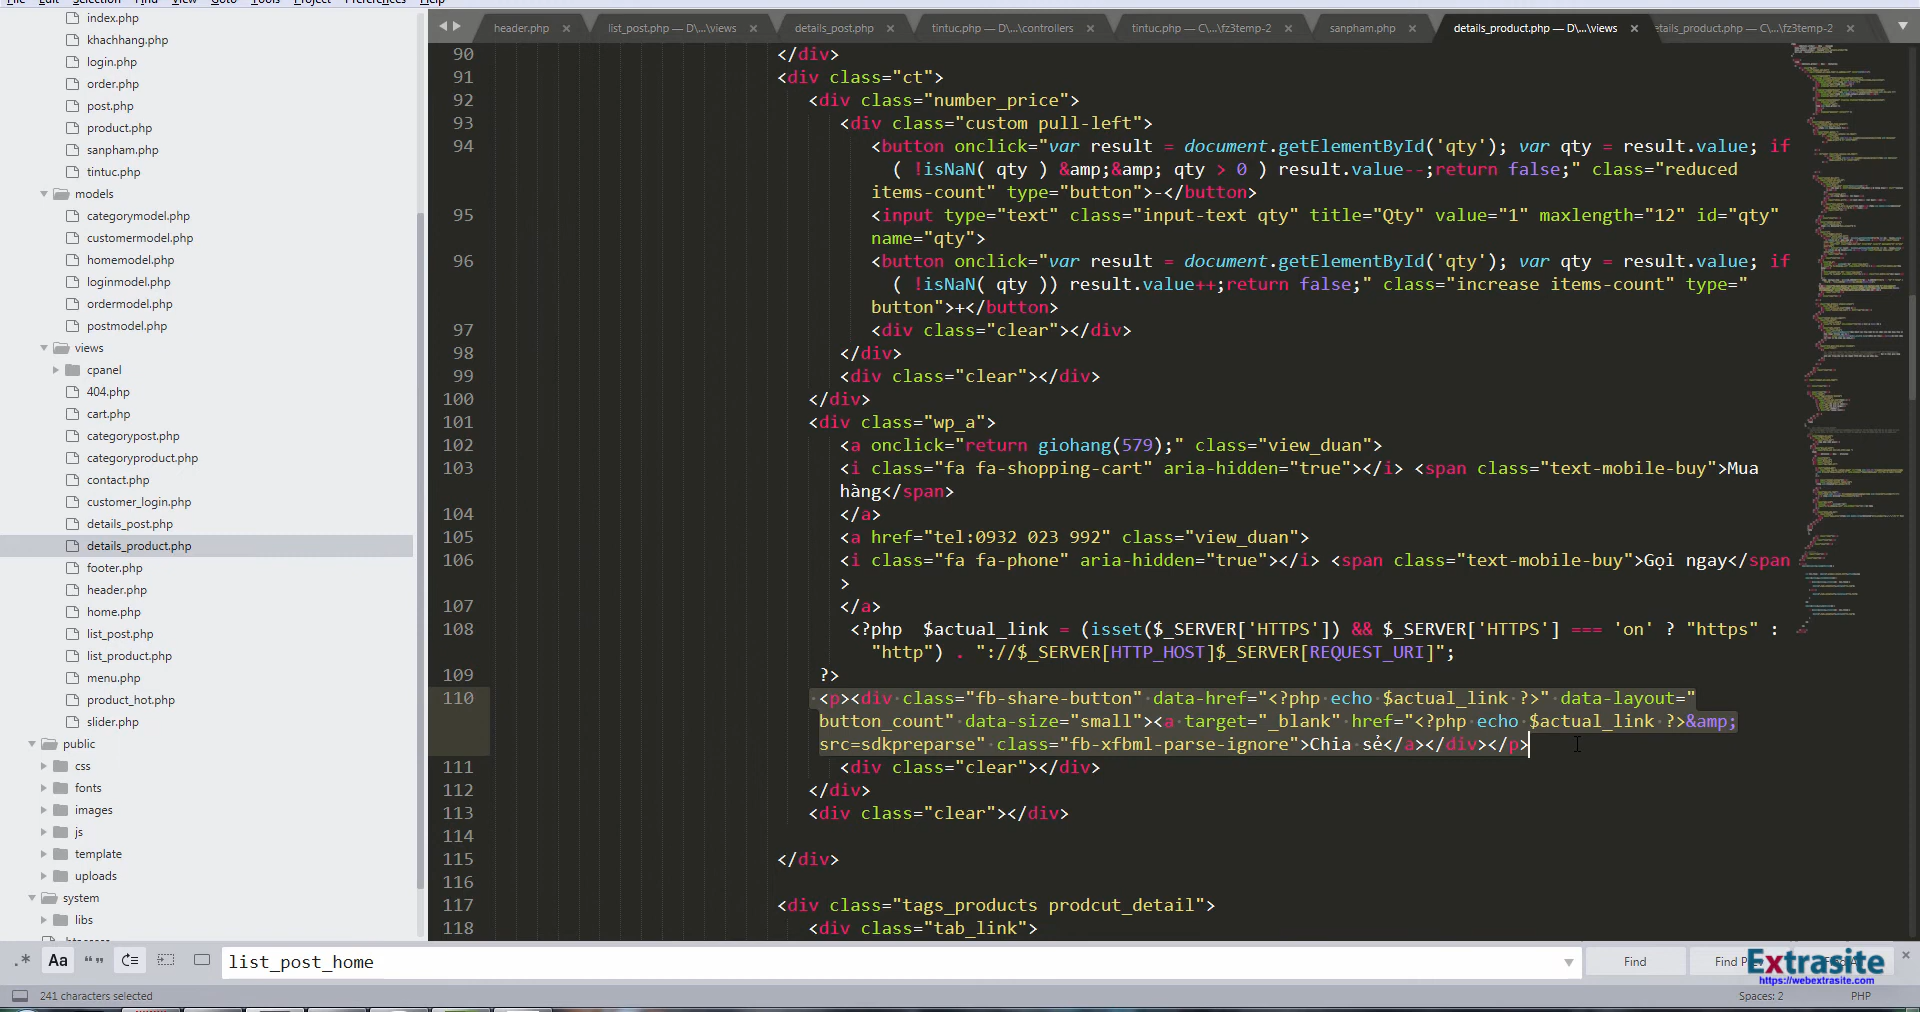 File Edit Selection Find View Goto Tools Project Preferences Help
index.php
khachhang.php
login.php
order.php
post.php
product.php
sanpham.php
tintuc.php
models
categorymodel.php
customermodel.php
homemodel.php
loginmodel.php
ordermodel.php
postmodel.php
views
cpanel
404.php
cart.php
categorypost.php
categoryproduct.php
contact.php
customer_login.php
details_post.php
details_product.php
footer.php
header.php
home.php
list_post.php
list_product.php
menu.php
product_hot.php
slider.php
public
css
fonts
images
js
template
uploads
system
libs
header.php
list_post.php — D\...\views
details_post.php
tintuc.php — D\...\controllers
tintuc.php — C\...\fz3temp-2
sanpham.php
details_product.php — D\...\views
etails_product.php — C\...\fz3temp-2
90 </div>
91 <div class="ct">
92 <div class="number_price">
93 <div class="custom pull-left">
94 <button onclick="var result = document.getElementById('qty'); var qty = result.value; if
( !isNaN( qty ) &amp;&amp; qty > 0 ) result.value--;return false;" class="reduced
items-count" type="button">-</button>
95 <input type="text" class="input-text qty" title="Qty" value="1" maxlength="12" id="qty"
name="qty">
96 <button onclick="var result = document.getElementById('qty'); var qty = result.value; if
( !isNaN( qty )) result.value++;return false;" class="increase items-count" type="
button">+</button>
97 <div class="clear"></div>
98 </div>
99 <div class="clear"></div>
100 </div>
101 <div class="wp_a">
102 <a onclick="return giohang(579);" class="view_duan">
103 <i class="fa fa-shopping-cart" aria-hidden="true"></i> <span class="text-mobile-buy">Mua
hàng</span>
104 </a>
105 <a href="tel:0932 023 992" class="view_duan">
106 <i class="fa fa-phone" aria-hidden="true"></i> <span class="text-mobile-buy">Gọi ngay</span
>
107 </a>
108 <?php $actual_link = (isset($_SERVER['HTTPS']) && $_SERVER['HTTPS'] === 'on' ? "https" :
"http") . "://$_SERVER[HTTP_HOST]$_SERVER[REQUEST_URI]";
109 ?>
110 <p><div class="fb-share-button" data-href="<?php echo $actual_link ?>" data-layout="
button_count" data-size="small"><a target="_blank" href="<?php echo $actual_link ?>&amp;
src=sdkpreparse" class="fb-xfbml-parse-ignore">Chia sẻ</a></div></p>
111 <div class="clear"></div>
112 </div>
113 <div class="clear"></div>
114
115 </div>
116
117 <div class="tags_products prodcut_detail">
118 <div class="tab_link">
.* Aa “” list_post_home Find Find Prev
Extrasite
https://webextrasite.com
241 characters selected Spaces: 2 PHP